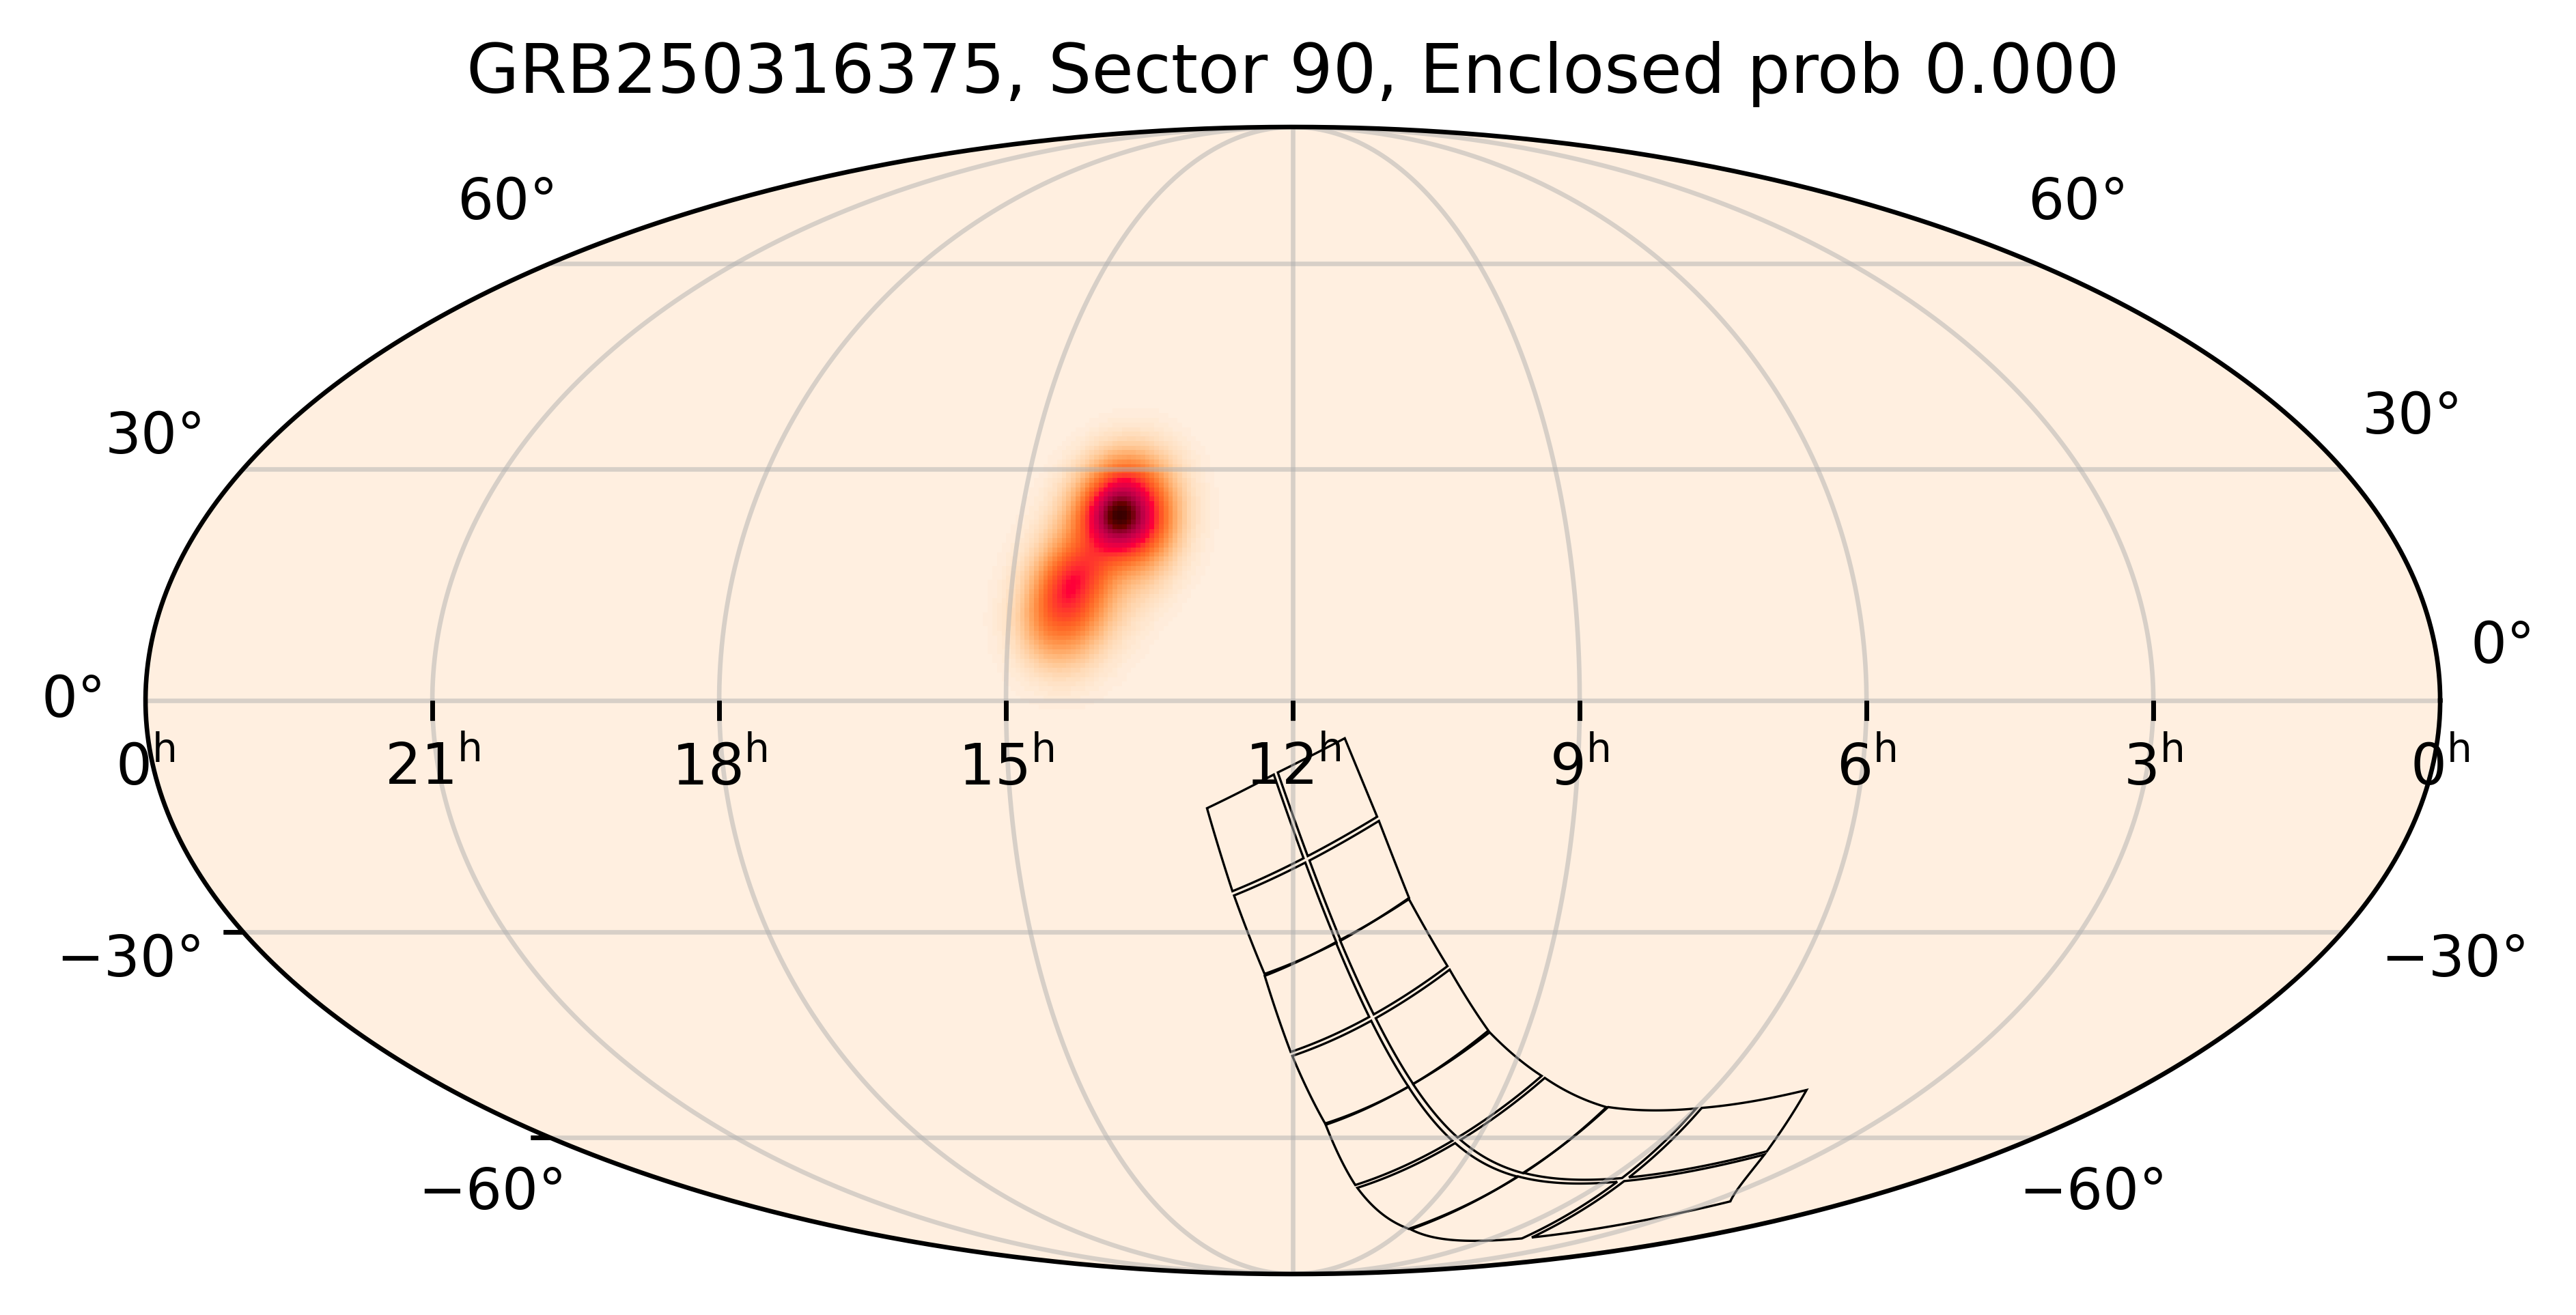 GRB250316375, Sector 90, Enclosed prob 0.000
60° 60°
30° 30°
0° 0°
0h 21h 18h 15h 12h 9h 6h 3h 0h
−30° −30°
−60° −60°